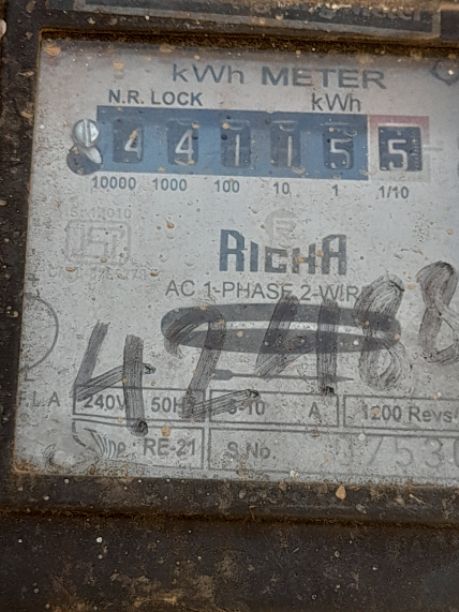 kWh METER
N.R. LOCK kWh
4 4 1 1 5 5
10000 1000 100 10 1 1/10
RICHA
AC 1-PHASE 2-WIRE
47188
240V 50Hz 5-10 A 1200 Revs
RE-21 S.No.